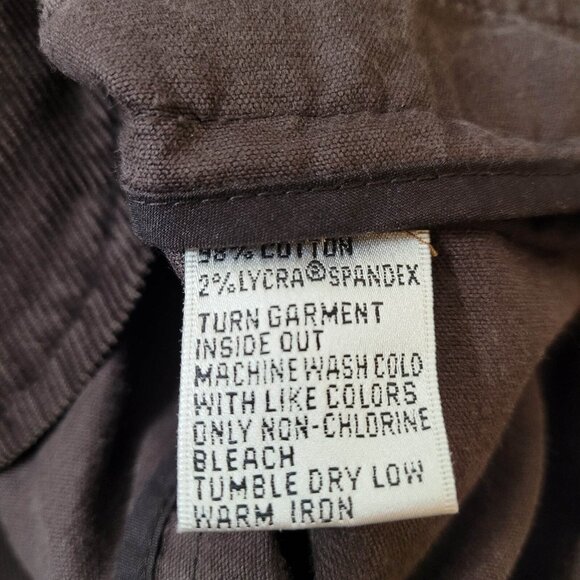 98% COTTON
2% LYCRA® SPANDEX
TURN GARMENT
INSIDE OUT
MACHINE WASH COLD
WITH LIKE COLORS
ONLY NON-CHLORINE
BLEACH
TUMBLE DRY LOW
WARM IRON